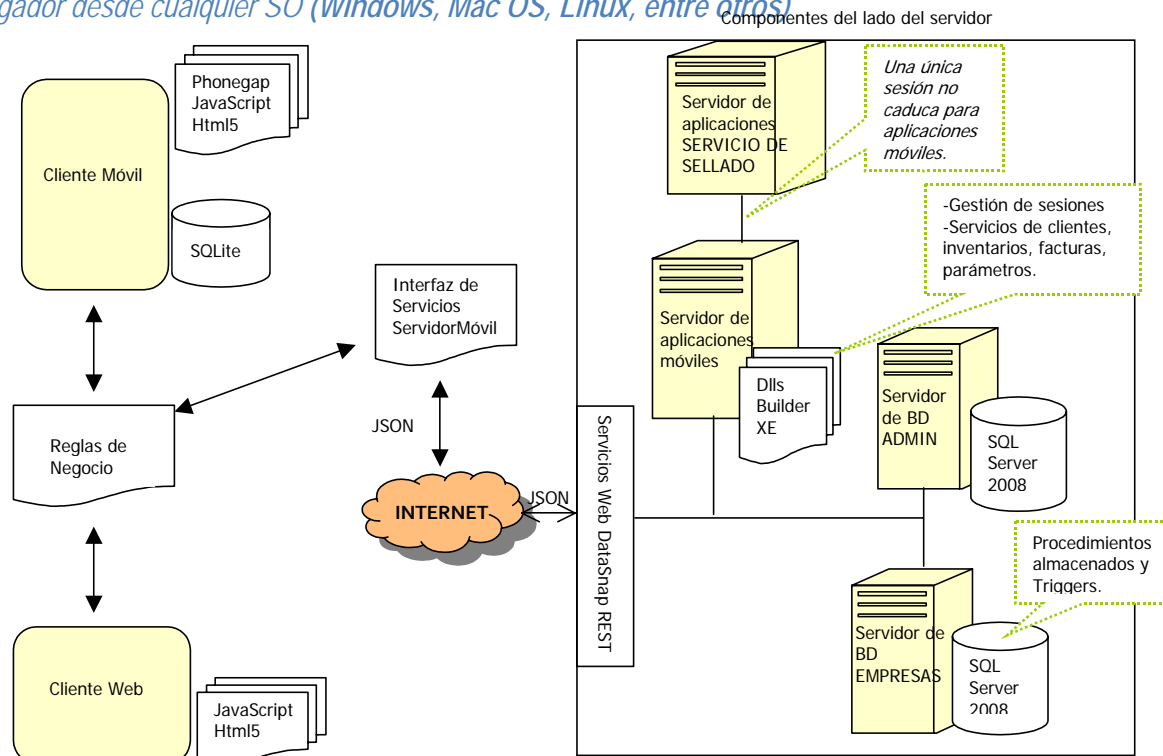 gador desde cualquier SO (Windows, Mac OS, Linux, entre otros)
Componentes del lado del servidor
Phonegap
JavaScript
Html5
Cliente Móvil
SQLite
Interfaz de
Servicios
ServidorMóvil
Reglas de
Negocio
JSON
INTERNET
JSON
Cliente Web
JavaScript
Html5
Servicios Web DataSnap REST
Servidor de
aplicaciones
SERVICIO DE
SELLADO
Una única
sesión no
caduca para
aplicaciones
móviles.
-Gestión de sesiones
-Servicios de clientes,
inventarios, facturas,
parámetros.
Servidor de
aplicaciones
móviles
Dlls
Builder
XE
Servidor
de BD
ADMIN
SQL
Server
2008
Procedimientos
almacenados y
Triggers.
Servidor de
BD
EMPRESAS
SQL
Server
2008